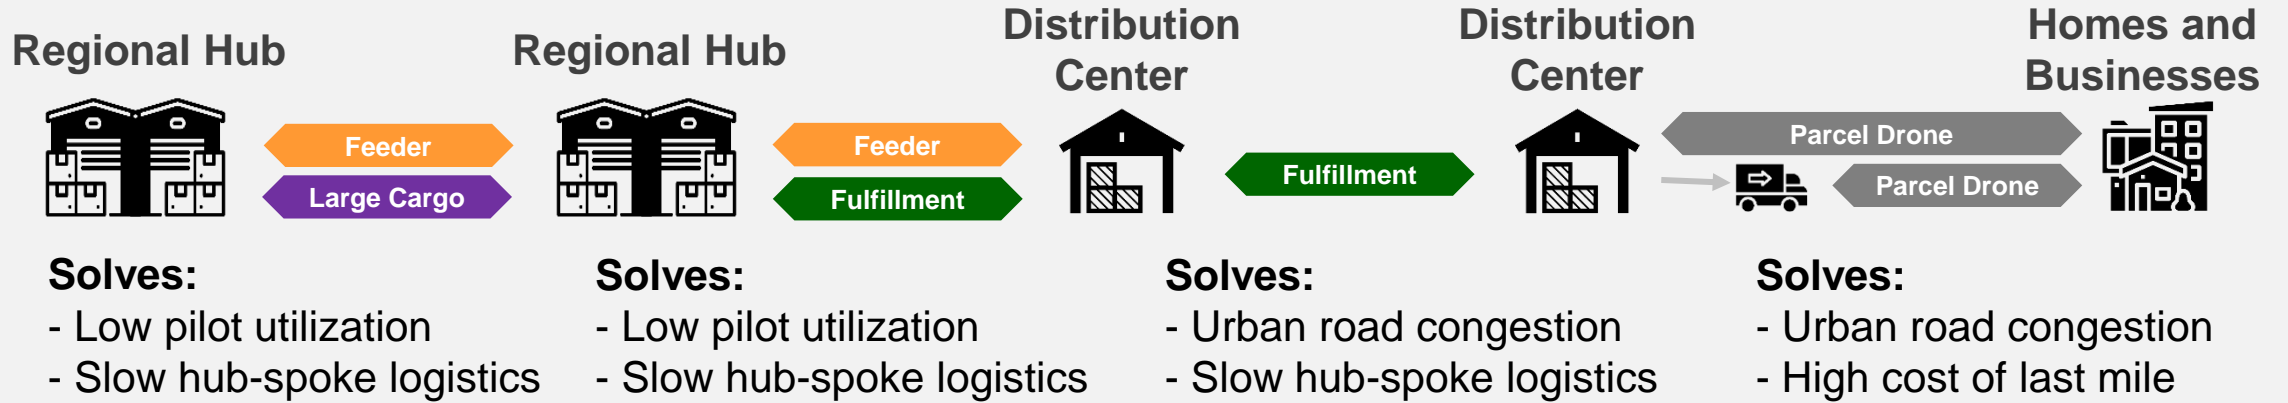 Regional Hub
Regional Hub
Distribution
Center
Distribution
Center
Homes and
Businesses
Feeder
Large Cargo
Feeder
Fulfillment
Fulfillment
Parcel Drone
Parcel Drone
Solves:
- Low pilot utilization
- Slow hub-spoke logistics
Solves:
- Low pilot utilization
- Slow hub-spoke logistics
Solves:
- Urban road congestion
- Slow hub-spoke logistics
Solves:
- Urban road congestion
- High cost of last mile